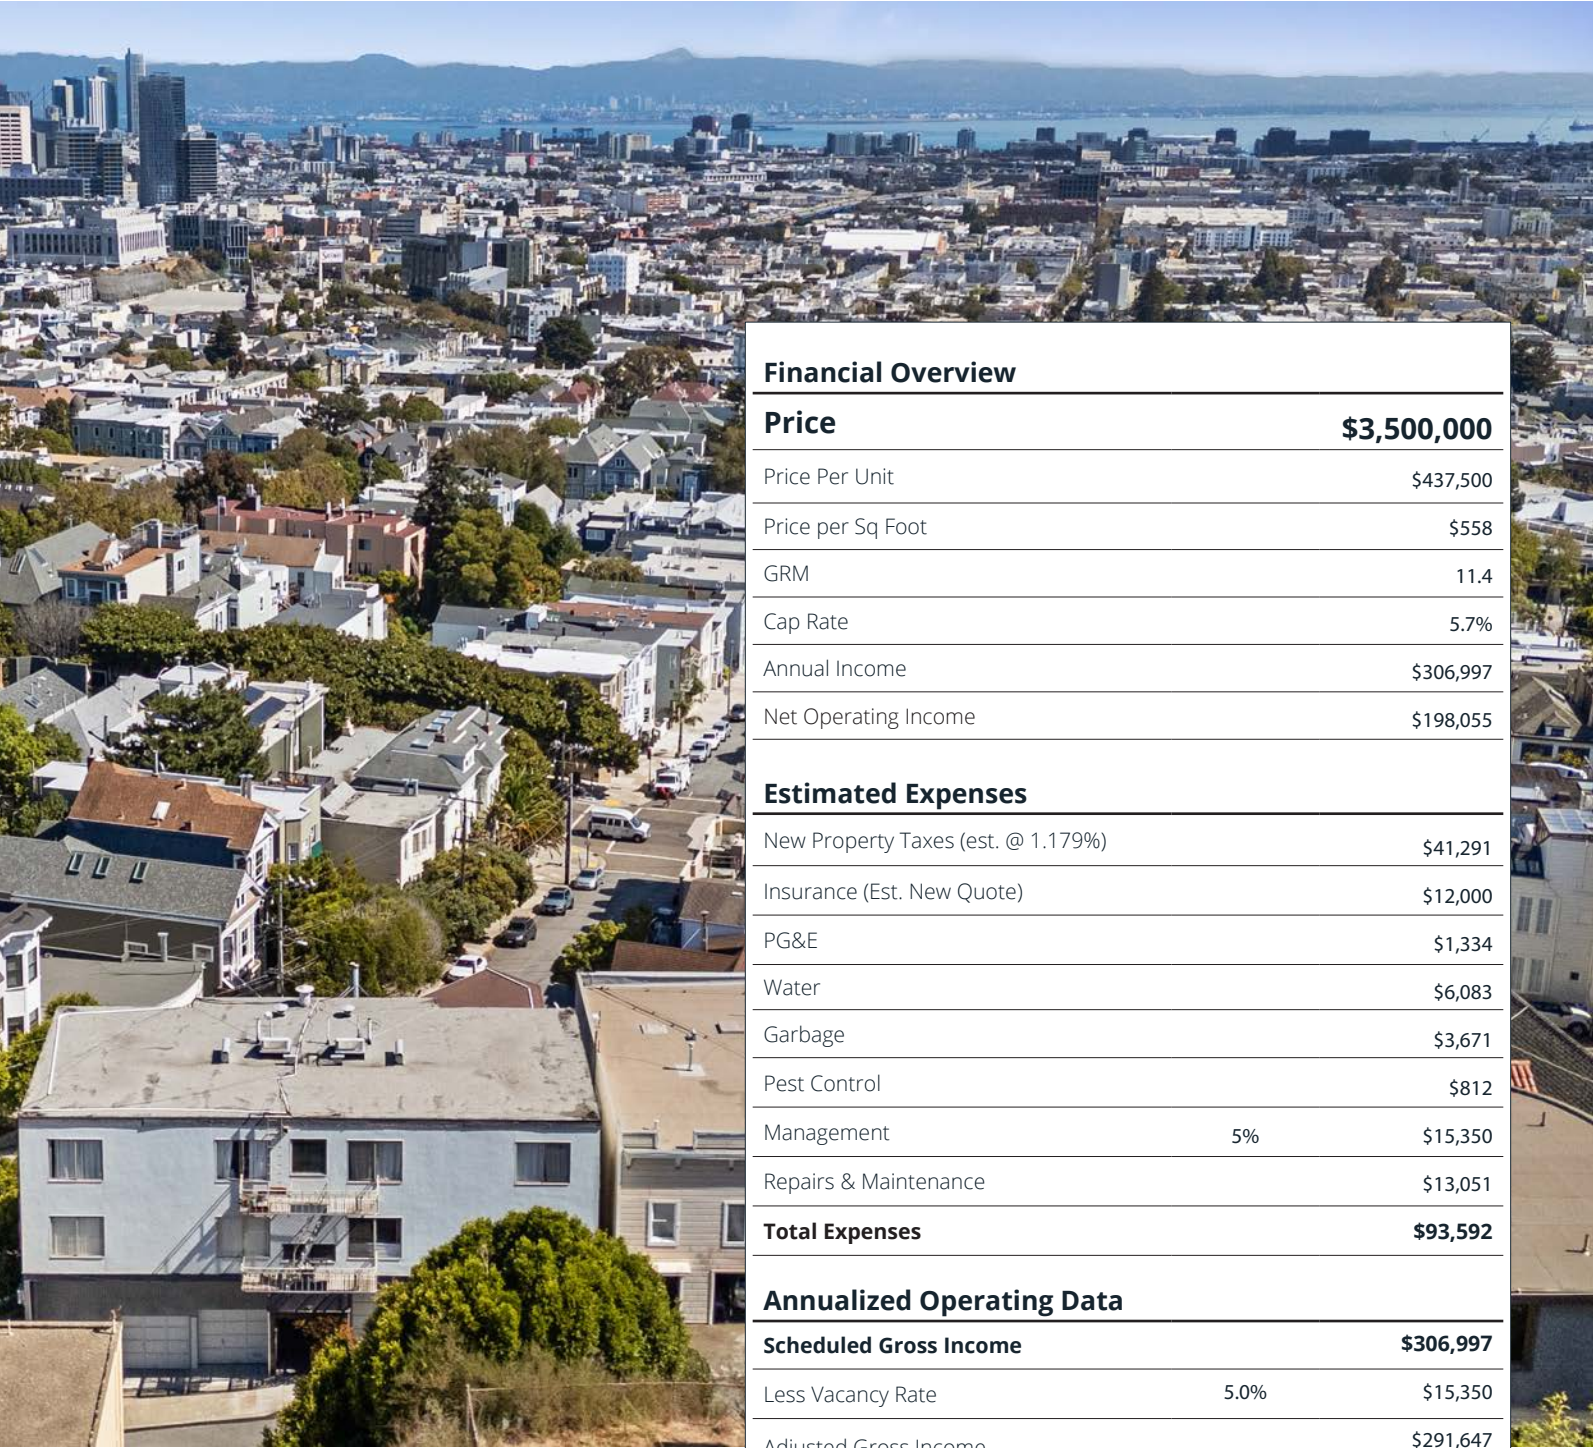 Financial Overview
Price $3,500,000
Price Per Unit $437,500
Price per Sq Foot $558
GRM 11.4
Cap Rate 5.7%
Annual Income $306,997
Net Operating Income $198,055
Estimated Expenses
New Property Taxes (est. @ 1.179%) $41,291
Insurance (Est. New Quote) $12,000
PG&E $1,334
Water $6,083
Garbage $3,671
Pest Control $812
Management 5% $15,350
Repairs & Maintenance $13,051
Total Expenses $93,592
Annualized Operating Data
Scheduled Gross Income $306,997
Less Vacancy Rate 5.0% $15,350
Adjusted Gross Income $291,647